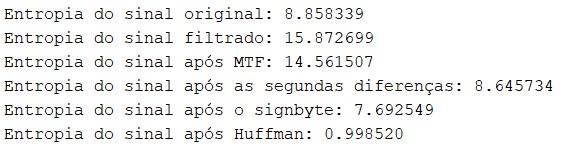 Entropia do sinal original: 8.858339
Entropia do sinal filtrado: 15.872699
Entropia do sinal após MTF: 14.561507
Entropia do sinal após as segundas diferenças: 8.645734
Entropia do sinal após o signbyte: 7.692549
Entropia do sinal após Huffman: 0.998520